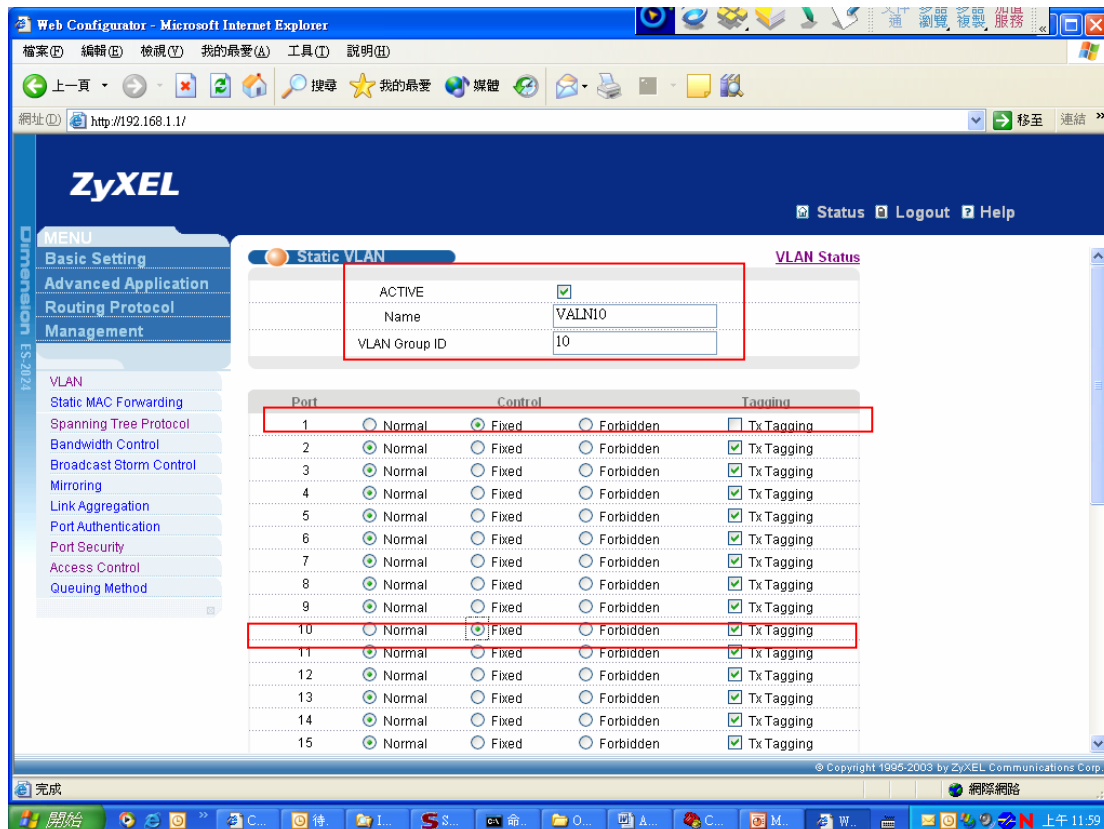 Web Configurator - Microsoft Internet Explorer
瀏覽 複製 服務
檔案(F) 編輯(E) 檢視(V) 我的最愛(A) 工具(T) 說明(H)
上一頁 搜尋 我的最愛 媒體
網址(D) http://192.168.1.1/ 移至 連結 »
ZyXEL
Status Logout Help
Dimension ES-2024
MENU
Basic Setting
Advanced Application
Routing Protocol
Management
VLAN
Static MAC Forwarding
Spanning Tree Protocol
Bandwidth Control
Broadcast Storm Control
Mirroring
Link Aggregation
Port Authentication
Port Security
Access Control
Queuing Method
Static VLAN VLAN Status
ACTIVE
Name VALN10
VLAN Group ID 10
Port Control Tagging
1 Normal Fixed Forbidden Tx Tagging
2 Normal Fixed Forbidden Tx Tagging
3 Normal Fixed Forbidden Tx Tagging
4 Normal Fixed Forbidden Tx Tagging
5 Normal Fixed Forbidden Tx Tagging
6 Normal Fixed Forbidden Tx Tagging
7 Normal Fixed Forbidden Tx Tagging
8 Normal Fixed Forbidden Tx Tagging
9 Normal Fixed Forbidden Tx Tagging
10 Normal Fixed Forbidden Tx Tagging
11 Normal Fixed Forbidden Tx Tagging
12 Normal Fixed Forbidden Tx Tagging
13 Normal Fixed Forbidden Tx Tagging
14 Normal Fixed Forbidden Tx Tagging
15 Normal Fixed Forbidden Tx Tagging
© Copyright 1995-2003 by ZyXEL Communications Corp.
完成 網際網路
開始 » C... 待. I... S... 命... O... A... C... M... W.. 上午 11:59